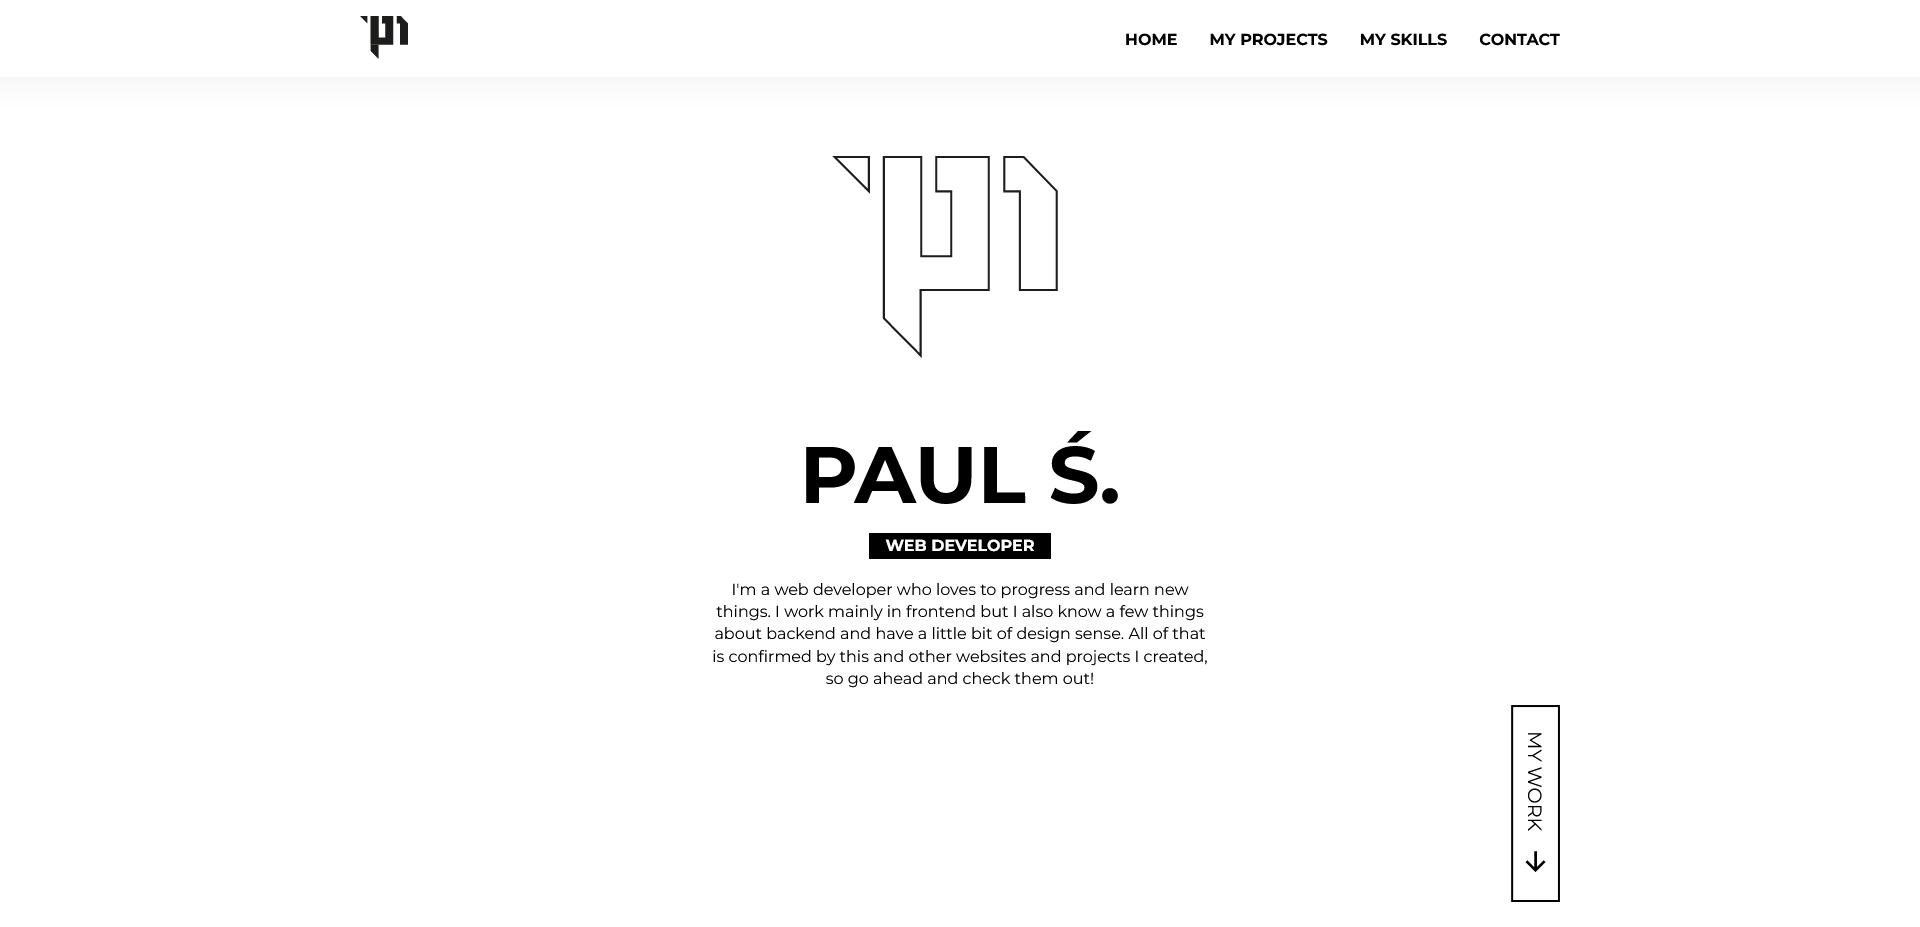 HOME MY PROJECTS MY SKILLS CONTACT
PAUL Ś.
WEB DEVELOPER
I'm a web developer who loves to progress and learn new
things. I work mainly in frontend but I also know a few things
about backend and have a little bit of design sense. All of that
is confirmed by this and other websites and projects I created,
so go ahead and check them out!
MY WORK